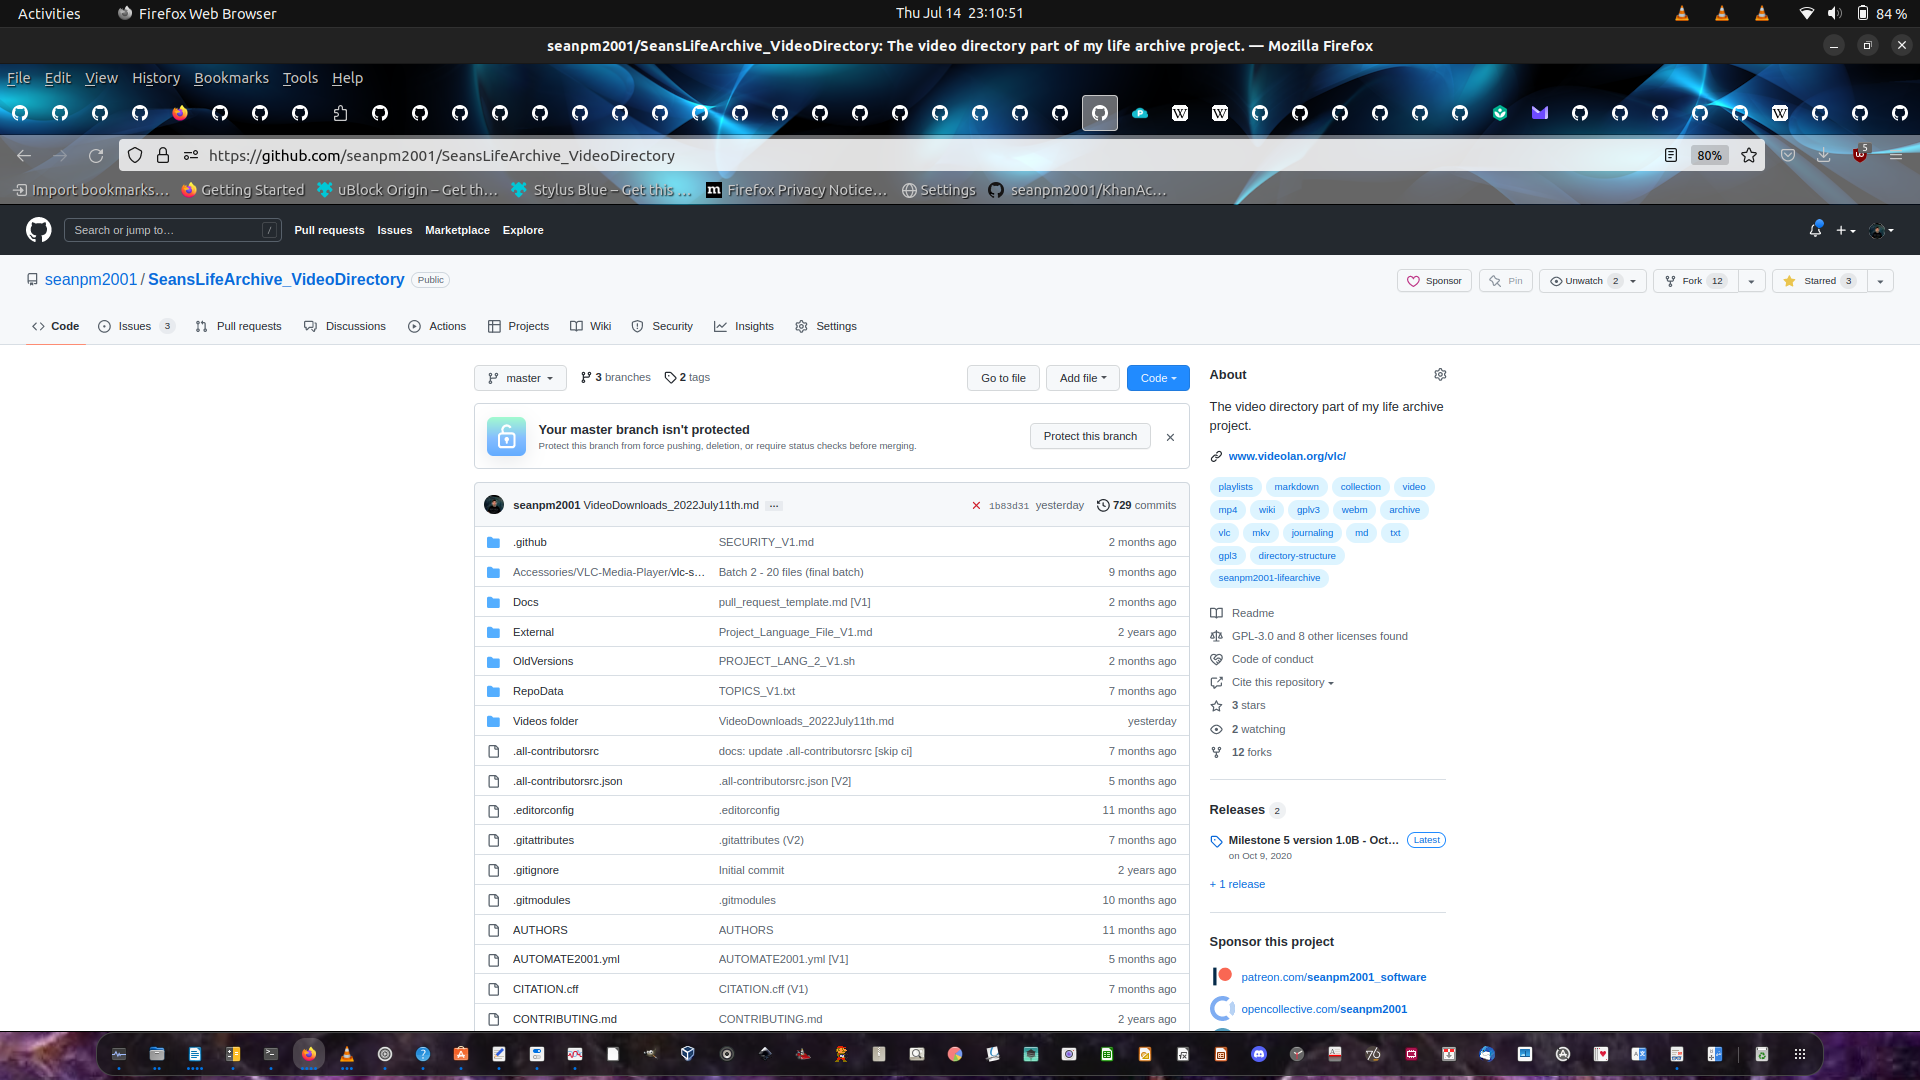 Activities Firefox Web Browser Thu Jul 14 23:10:51 84 %
seanpm2001/SeansLifeArchive_VideoDirectory: The video directory part of my life archive project. — Mozilla Firefox
File Edit View History Bookmarks Tools Help
https://github.com/seanpm2001/SeansLifeArchive_VideoDirectory 80% 5
Import bookmarks… Getting Started uBlock Origin – Get th… Stylus Blue – Get this … Firefox Privacy Notice… Settings seanpm2001/KhanAc…
Search or jump to… / Pull requests Issues Marketplace Explore
seanpm2001 / SeansLifeArchive_VideoDirectory Public Sponsor Pin Unwatch 2 Fork 12 Starred 3
Code Issues 3 Pull requests Discussions Actions Projects Wiki Security Insights Settings
master 3 branches 2 tags Go to file Add file Code
Your master branch isn't protected
Protect this branch from force pushing, deletion, or require status checks before merging.
Protect this branch
seanpm2001 VideoDownloads_2022July11th.md … 1b83d31 yesterday 729 commits
.github SECURITY_V1.md 2 months ago
Accessories/VLC-Media-Player/vlc-s… Batch 2 - 20 files (final batch) 9 months ago
Docs pull_request_template.md [V1] 2 months ago
External Project_Language_File_V1.md 2 years ago
OldVersions PROJECT_LANG_2_V1.sh 2 months ago
RepoData TOPICS_V1.txt 7 months ago
Videos folder VideoDownloads_2022July11th.md yesterday
.all-contributorsrc docs: update .all-contributorsrc [skip ci] 7 months ago
.all-contributorsrc.json .all-contributorsrc.json [V2] 5 months ago
.editorconfig .editorconfig 11 months ago
.gitattributes .gitattributes (V2) 7 months ago
.gitignore Initial commit 2 years ago
.gitmodules .gitmodules 10 months ago
AUTHORS AUTHORS 11 months ago
AUTOMATE2001.yml AUTOMATE2001.yml [V1] 5 months ago
CITATION.cff CITATION.cff (V1) 7 months ago
CONTRIBUTING.md CONTRIBUTING.md 2 years ago
About
The video directory part of my life archive
project.
www.videolan.org/vlc/
playlists markdown collection video
mp4 wiki gplv3 webm archive
vlc mkv journaling md txt
gpl3 directory-structure
seanpm2001-lifearchive
Readme
GPL-3.0 and 8 other licenses found
Code of conduct
Cite this repository
3 stars
2 watching
12 forks
Releases 2
Milestone 5 version 1.0B - Oct… Latest
on Oct 9, 2020
+ 1 release
Sponsor this project
patreon.com/seanpm2001_software
opencollective.com/seanpm2001